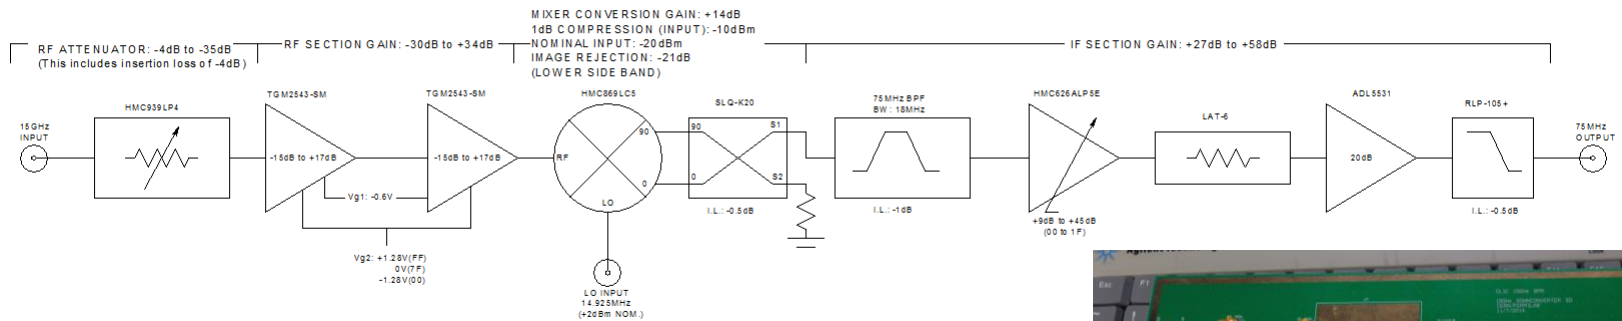 MIXER CONVERSION GAIN: +14dB
1dB COMPRESSION (INPUT): -10dBm
NOMINAL INPUT: -20dBm
IMAGE REJECTION: -21dB
(LOWER SIDE BAND)
RF ATTENUATOR: -4dB to -35dB
(This includes insertion loss of -4dB)
RF SECTION GAIN: -30dB to +34dB
IF SECTION GAIN: +27dB to +58dB
15GHz
INPUT
HMC939LP4
TGM2543-SM
-15dB to +17dB
TGM2543-SM
-15dB to +17dB
Vg1: -0.6V
Vg2: +1.28V(FF)
0V(7F)
-1.28V(00)
HMC869LC5
RF
90
0
LO
LO INPUT
14.925MHz
(+2dBm NOM.)
SLQ-K20
90
S1
0
S2
I.L.: -0.5dB
75MHz BPF
BW: 18MHz
I.L.: -1dB
HMC626ALP5E
+9dB to +45dB
(00 to 1F)
LAT-6
ADL5531
20dB
RLP-105+
I.L.: -0.5dB
75MHz
OUTPUT
Esc
F1